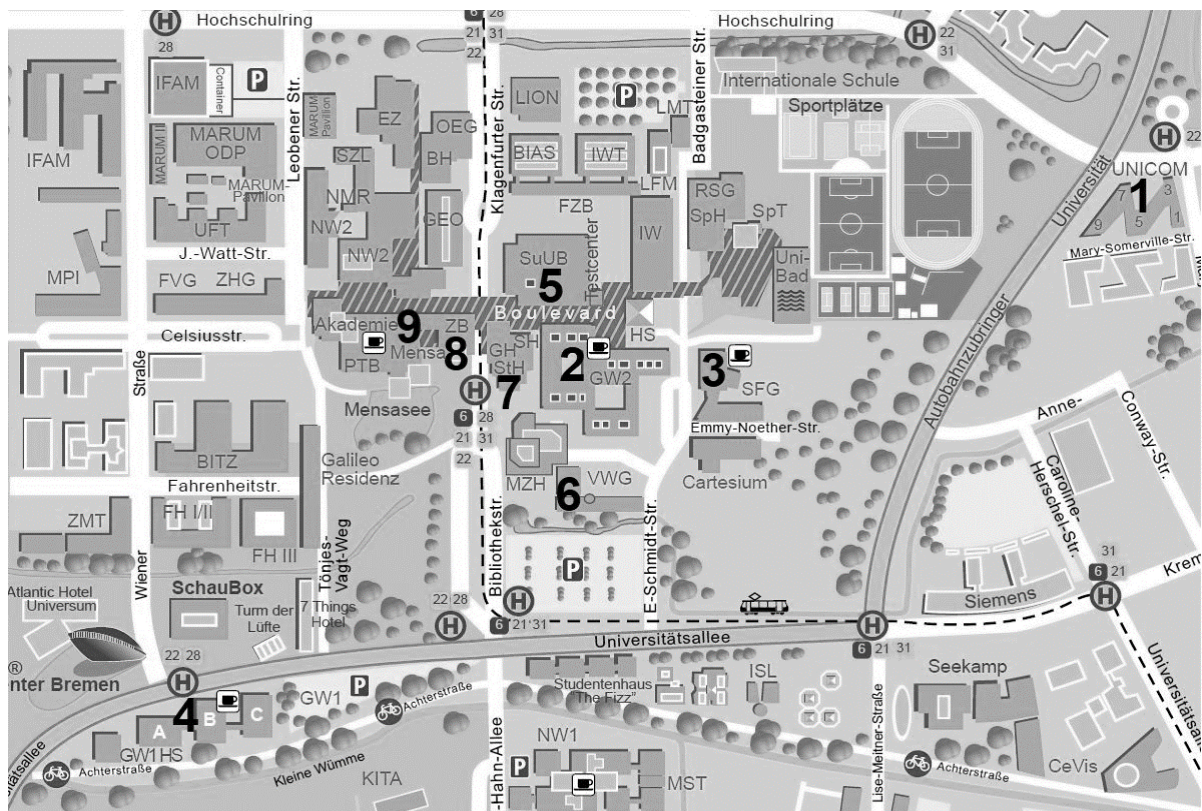 Hochschulring
H
28
6 28
21 31
22
Hochschulring
H
22
31
IFAM
Container
P
Leobener Str.
MARUM
Pavillon
EZ
OEG
LION
P
LMT
Badgasteiner Str.
Internationale Schule
Sportplätze
IFAM
MARUM II
MARUM
ODP
MARUM-
Pavillon
UFT
SZL
BH
NMR
NW2
GEO
Klagenfurter Str.
BIAS
IWT
LFM
FZB
IW
RSG
SpH
SpT
Universität
H
22
UNICOM
1
7
3
9
5
1
Mary-Somerville-Str.
J.-Watt-Str.
MPI
FVG
ZHG
NW2
SuUB
5
Testcenter
Uni-
Bad
Boulevard
Celsiusstr.
Akademie
9
ZB
Mensa
8
PTB
SH
GH
StH
7
2
GW2
HS
3
SFG
Autobahnzubringer
Straße
Mensasee
H
6 28
21 31
22
Emmy-Noether-Str.
Anne-
Conway-Str.
BITZ
Galileo
Residenz
MZH
6
VWG
Cartesium
Caroline-
Herschel-Str.
Fahrenheitstr.
ZMT
FH I/II
FH III
Wiener
Tönjes-
Vagt-Weg
Bibliothekstr.
P
E-Schmidt-Str.
31
6 21
H
Krem
Atlantic Hotel
Universum
SchauBox
Turm der
Lüfte
7 Things
Hotel
22 28
H
H
6 21 31
Universitätsallee
H
6 21 31
Siemens
Universitätsallee
®
enter Bremen
22 28
H
4
A
B
C
GW1HS
GW1
P
Achterstraße
Studentenhaus
"The Fizz"
ISL
Seekamp
sitätsallee
Achterstraße
Kleine Wümme
KITA
-Hahn-Allee
P
NW1
MST
Lise-Meitner-Straße
Achterstraße
CeVis